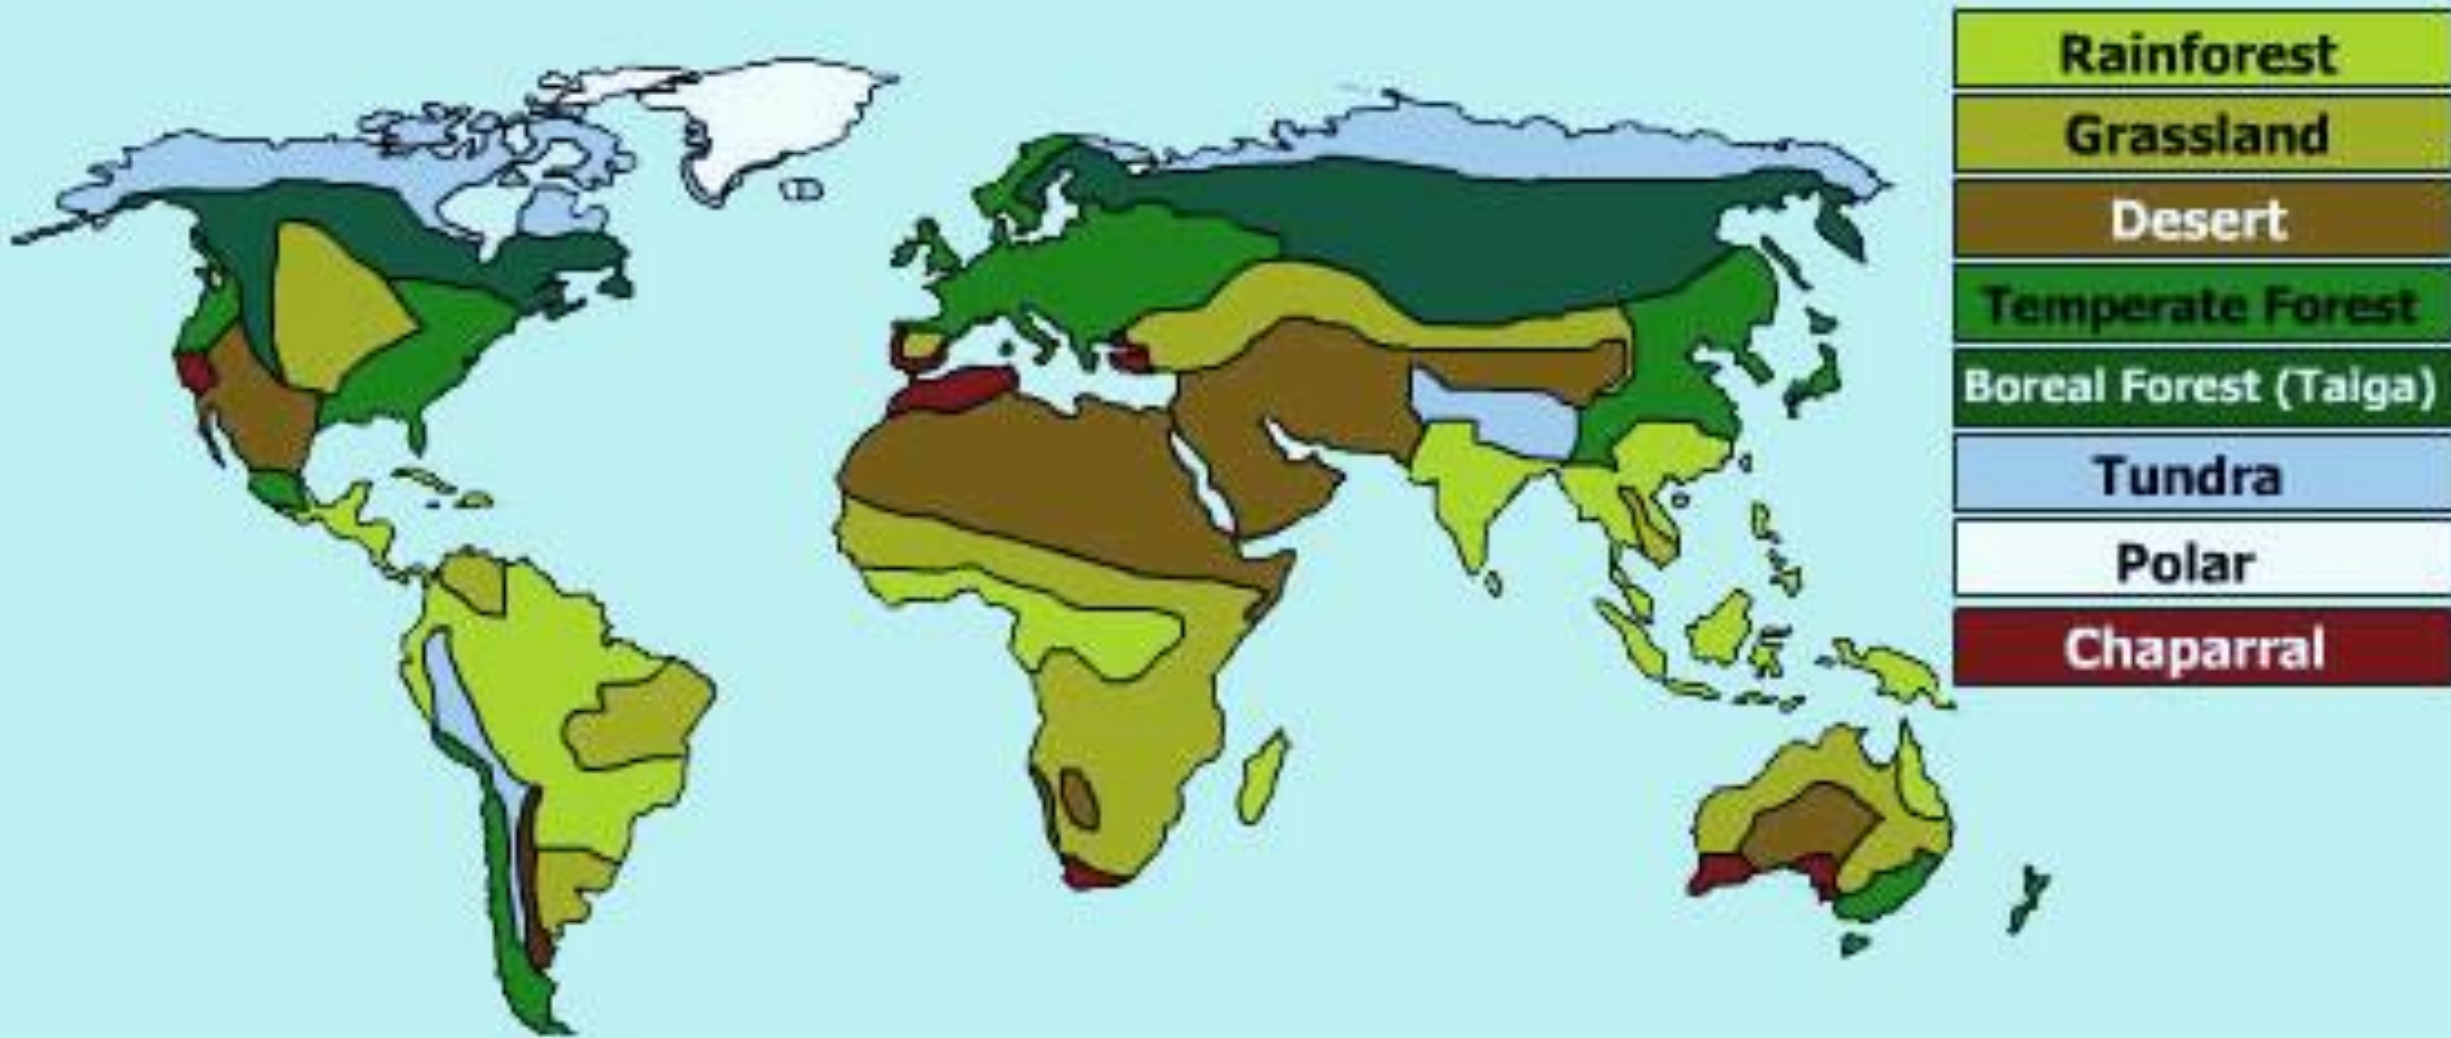 Rainforest
Grassland
Desert
Temperate Forest
Boreal Forest (Taiga)
Tundra
Polar
Chaparral